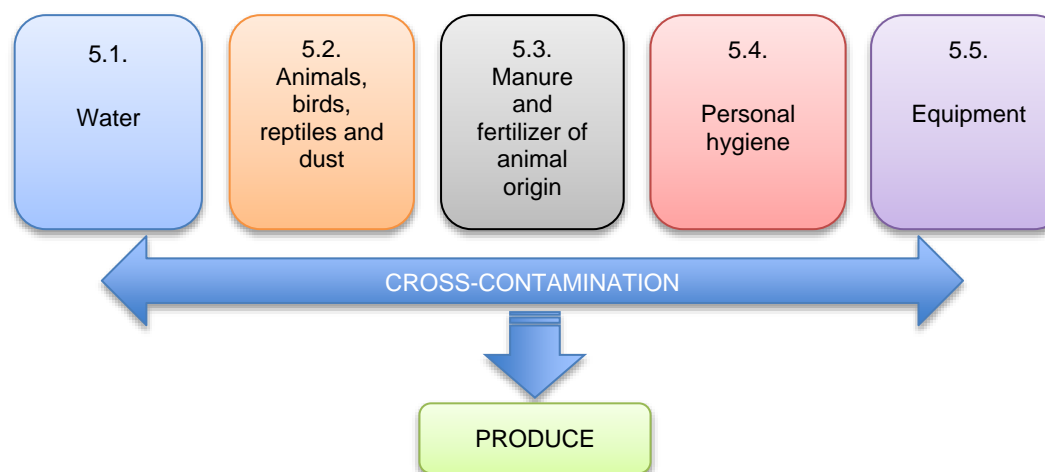 5.1.
Water
5.2.
Animals,
birds,
reptiles and
dust
5.3.
Manure
and
fertilizer of
animal
origin
5.4.
Personal
hygiene
5.5.
Equipment
CROSS-CONTAMINATION
PRODUCE